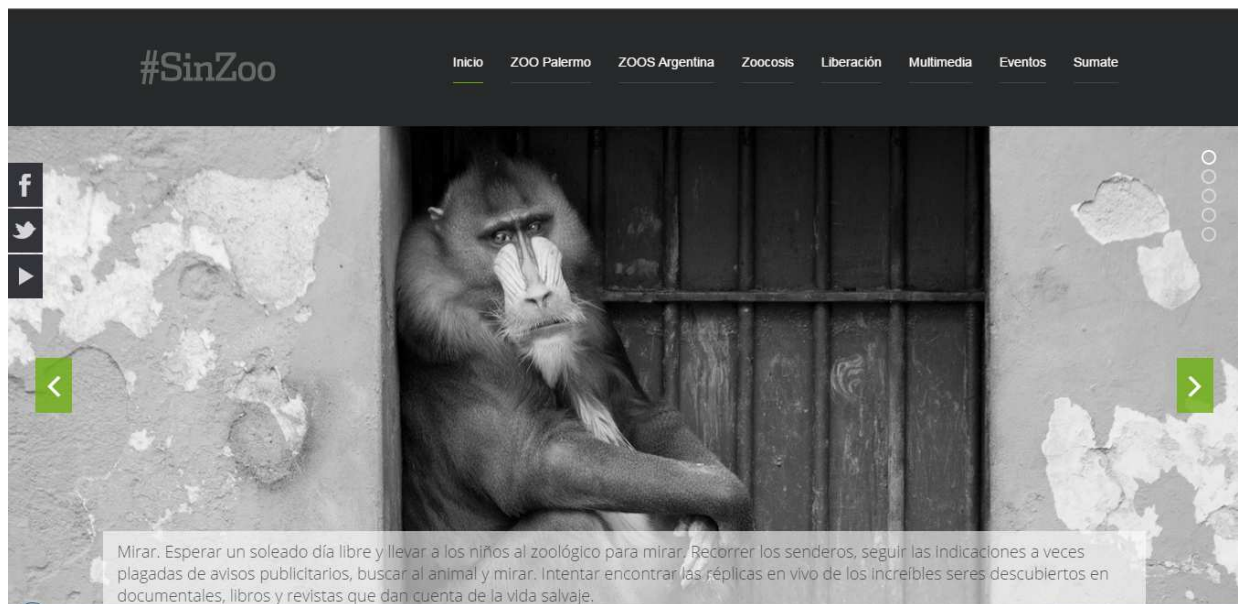 #SinZoo
Inicio ZOO Palermo ZOOS Argentina Zoocosis Liberación Multimedia Eventos Sumate
Mirar. Esperar un soleado día libre y llevar a los niños al zoológico para mirar. Recorrer los senderos, seguir las indicaciones a veces
plagadas de avisos publicitarios, buscar al animal y mirar. Intentar encontrar las réplicas en vivo de los increíbles seres descubiertos en
documentales, libros y revistas que dan cuenta de la vida salvaje.